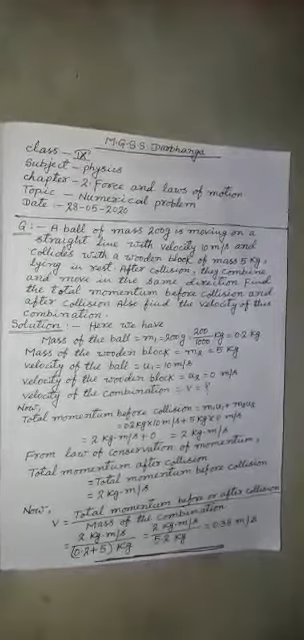 M.G.S.S. Darbhanga
class - IX
Subject - physics
chapter - 2. Force and laws of motion
Topic - Numerical problem
Date - 28-05-2020
Q:- A ball of mass 200g is moving on a
straight line with velocity 10 m/s and
collides with a wooden block of mass 5 Kg,
lying in rest. After collision, they combine
and move in the same direction. Find
the total momentum before collision and
after collision Also find the velocity of this
combination.
Solution :- Here we have
Mass of the ball = m₁ = 200g = 200/1000 kg = 0.2 kg.
Mass of the wooden block = m₂ = 5 Kg
velocity of the ball = u₁ = 10 m/s
velocity of the wooden block = u₂ = 0 m/s
velocity of the combination = v = ?
Now,
Total momentum before collision = m₁u₁ + m₂u₂
= 0.2 Kg x 10 m/s + 5 Kg x 0 m/s
= 2 kg·m/s + 0 = 2 kg·m/s
From law of conservation of momentum,
Total momentum after collision
= Total momentum before collision
= 2 Kg·m/s
Now,
V = Total momentum before or after collision / Mass of the combination
= 2 kg·m/s / (0.2+5) Kg = 2 kg·m/s / 5.2 kg = 0.38 m/s